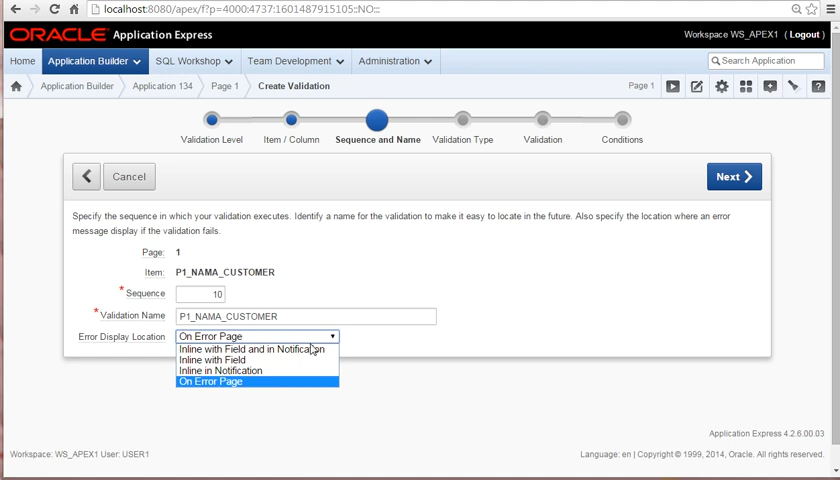 localhost:8080/apex/f?p=4000:4737:1601487915105::NO:::
ORACLE Application Express
Workspace WS_APEX1 ( Logout )
Home Application Builder SQL Workshop Team Development Administration Search Application
Application Builder Application 134 Page 1 Create Validation Page 1
Validation Level Item / Column Sequence and Name Validation Type Validation Conditions
Cancel Next
Specify the sequence in which your validation executes. Identify a name for the validation to make it easy to locate in the future. Also specify the location where an error
message display if the validation fails.
Page: 1
Item: P1_NAMA_CUSTOMER
* Sequence 10
* Validation Name P1_NAMA_CUSTOMER
Error Display Location On Error Page
Inline with Field and in Notification
Inline with Field
Inline in Notification
On Error Page
Application Express 4.2.6.00.03
Workspace: WS_APEX1 User: USER1 Language: en | Copyright © 1999, 2014, Oracle. All rights reserved.